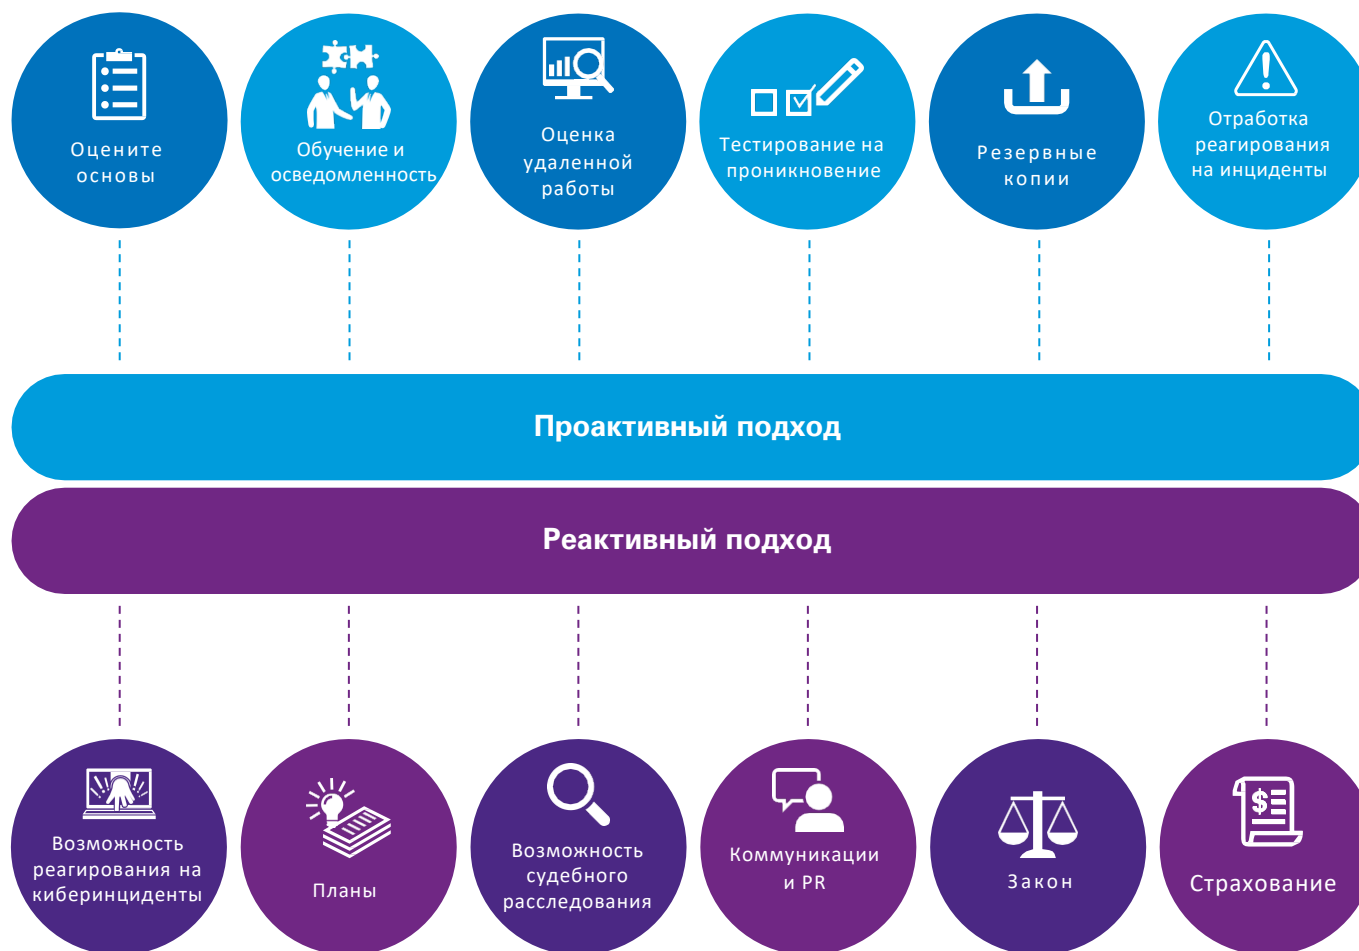 Оцените
основы
Обучение и
осведомленность
Оценка
удаленной
работы
Тестирование на
проникновение
Резервные
копии
Отработка
реагирования
на инциденты
Проактивный подход
Реактивный подход
Возможность
реагирования на
киберинциденты
Планы
Возможность
судебного
расследования
Коммуникации
и PR
Закон
$
Страхование